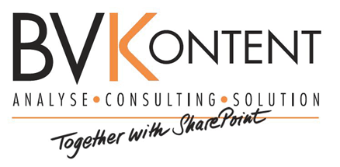 BVKONTENT
ANALYSE • CONSULTING • SOLUTION
Together with SharePoint